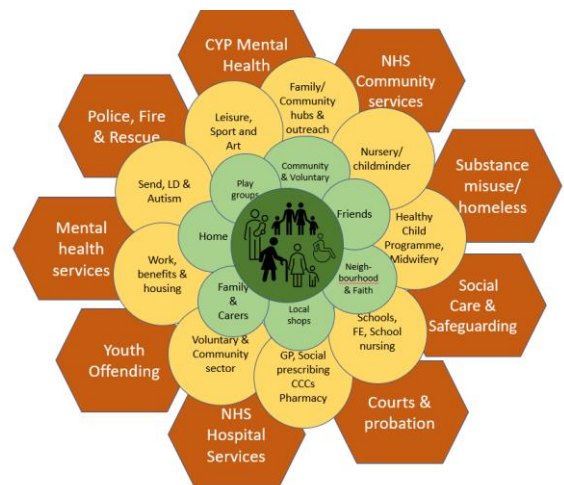 CYP Mental
Health
NHS
Community
services
Substance
misuse/
homeless
Social
Care &
Safeguarding
Courts &
probation
NHS
Hospital
Services
Youth
Offending
Mental
health
services
Police, Fire
& Rescue
Family/
Community
hubs &
outreach
Nursery/
childminder
Healthy
Child
Programme,
Midwifery
Schools,
FE, School
nursing
GP, Social
prescribing
CCCs
Pharmacy
Voluntary &
Community
sector
Work,
benefits &
housing
Send, LD &
Autism
Leisure,
Sport and
Art
Community
& Voluntary
Friends
Neigh-
bourhood
& Faith
Local
shops
Family
&
Carers
Home
Play
groups